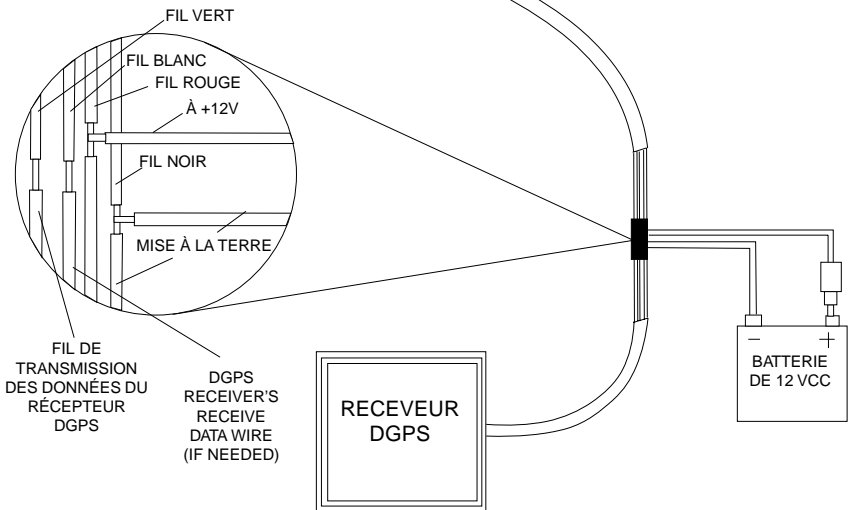 FIL VERT
FIL BLANC
FIL ROUGE
À +12V
FIL NOIR
MISE À LA TERRE
FIL DE
TRANSMISSION
DES DONNÉES DU
RÉCEPTEUR
DGPS
DGPS
RECEIVER'S
RECEIVE
DATA WIRE
(IF NEEDED)
RECEVEUR
DGPS
– +
BATTERIE
DE 12 VCC